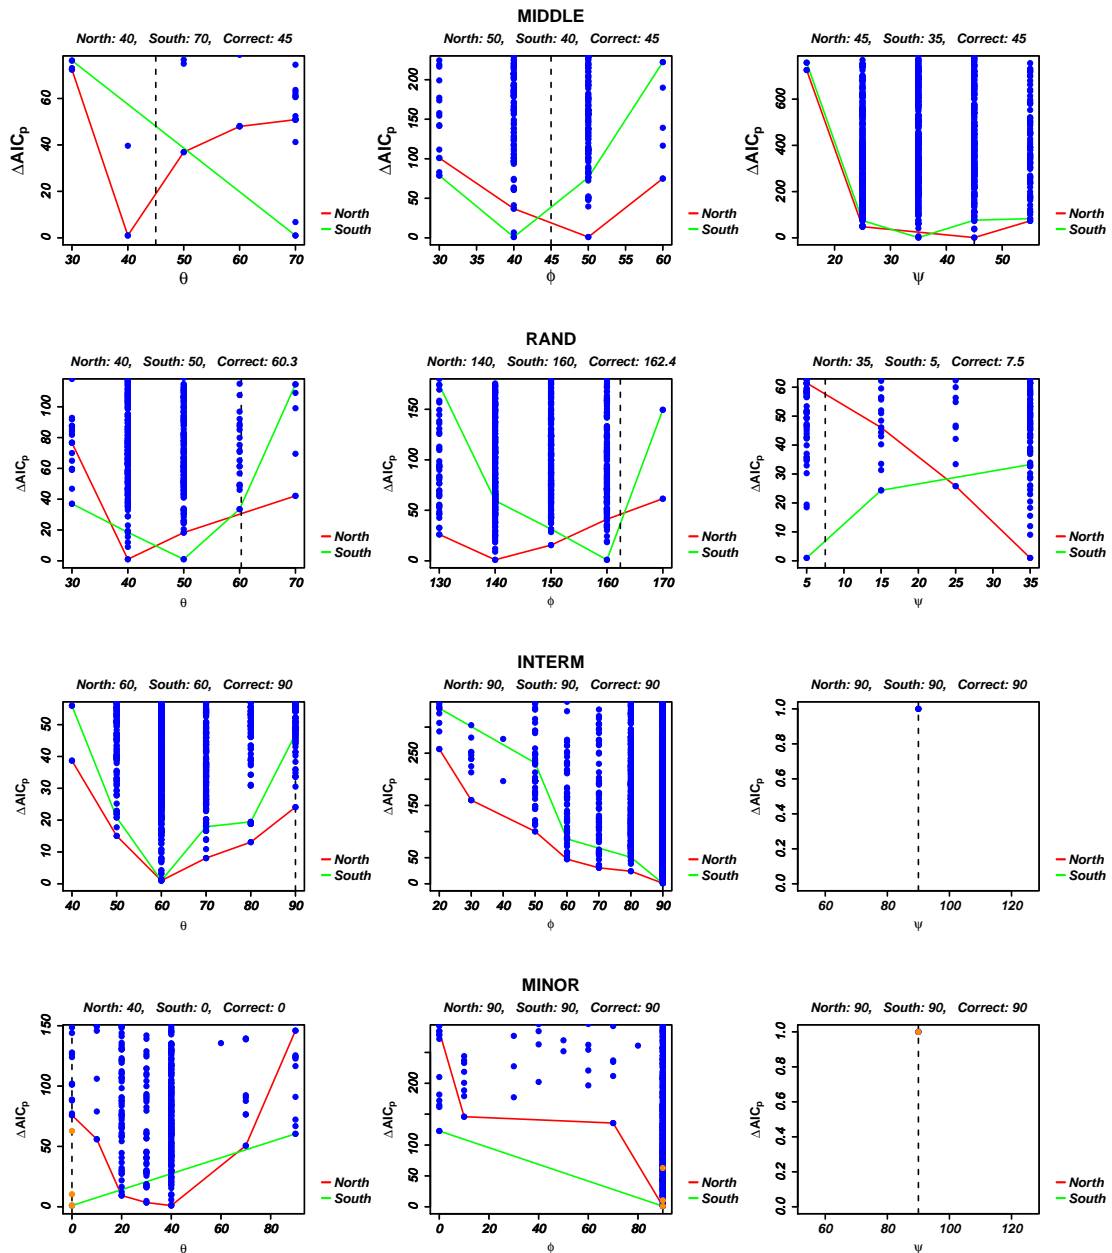 MIDDLE
North: 40, South: 70, Correct: 45
North: 50, South: 40, Correct: 45
North: 45, South: 35, Correct: 45
ΔAICp
0 20 40 60
30 40 50 60 70
θ
North
South
ΔAICp
0 50 100 150 200
30 35 40 45 50 55 60
ϕ
North
South
ΔAICp
0 200 400 600
20 30 40 50
ψ
North
South
RAND
North: 40, South: 50, Correct: 60.3
North: 140, South: 160, Correct: 162.4
North: 35, South: 5, Correct: 7.5
ΔAICp
0 20 40 60 80 100
30 40 50 60 70
θ
North
South
ΔAICp
0 50 100 150
130 140 150 160 170
ϕ
North
South
ΔAICp
0 10 20 30 40 50 60
5 10 15 20 25 30 35
ψ
North
South
INTERM
North: 60, South: 60, Correct: 90
North: 90, South: 90, Correct: 90
North: 90, South: 90, Correct: 90
ΔAICp
0 10 20 30 40 50
40 50 60 70 80 90
θ
North
South
ΔAICp
0 50 100 150 250
20 30 40 50 60 70 80 90
ϕ
North
South
ΔAICp
0.0 0.2 0.4 0.6 0.8 1.0
60 80 100 120
ψ
North
South
MINOR
North: 40, South: 0, Correct: 0
North: 90, South: 90, Correct: 90
North: 90, South: 90, Correct: 90
ΔAICp
0 50 100 150
0 20 40 60 80
θ
North
South
ΔAICp
0 50 100 200
0 20 40 60 80
ϕ
North
South
ΔAICp
0.0 0.2 0.4 0.6 0.8 1.0
60 80 100 120
ψ
North
South